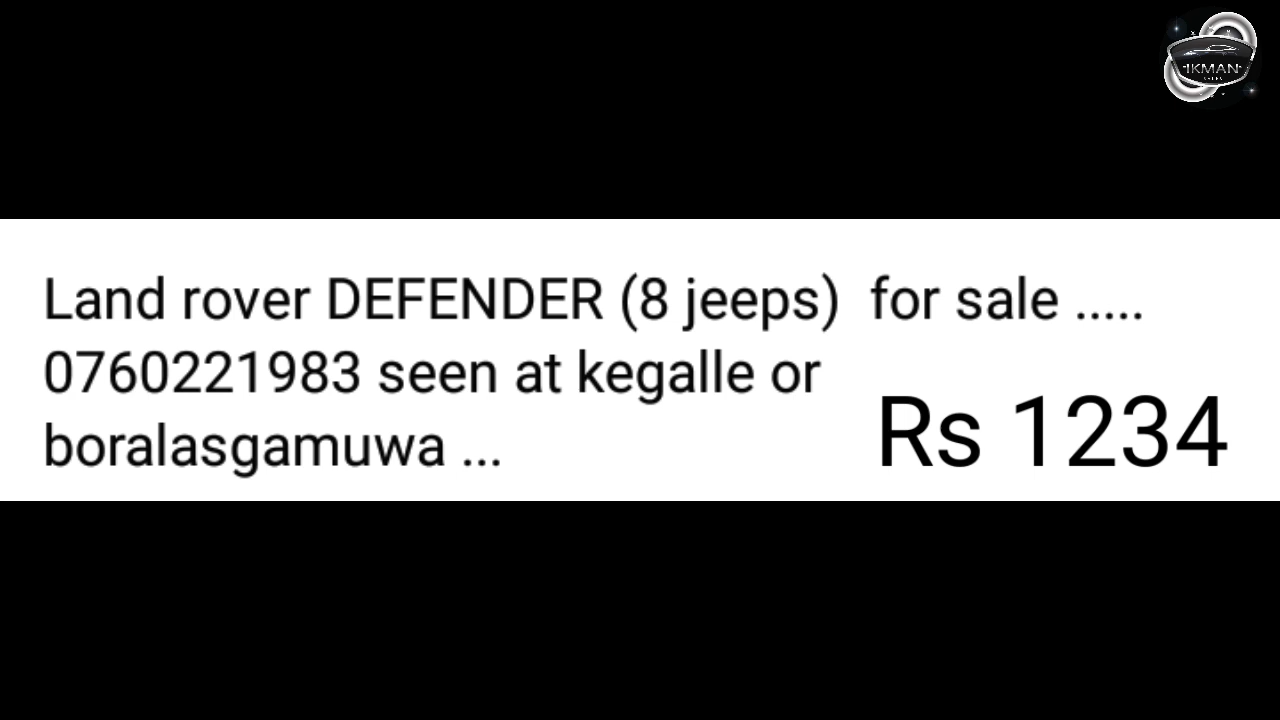 IKMAN
Land rover DEFENDER (8 jeeps)  for sale .....
0760221983 seen at kegalle or
boralasgamuwa ...
Rs 1234